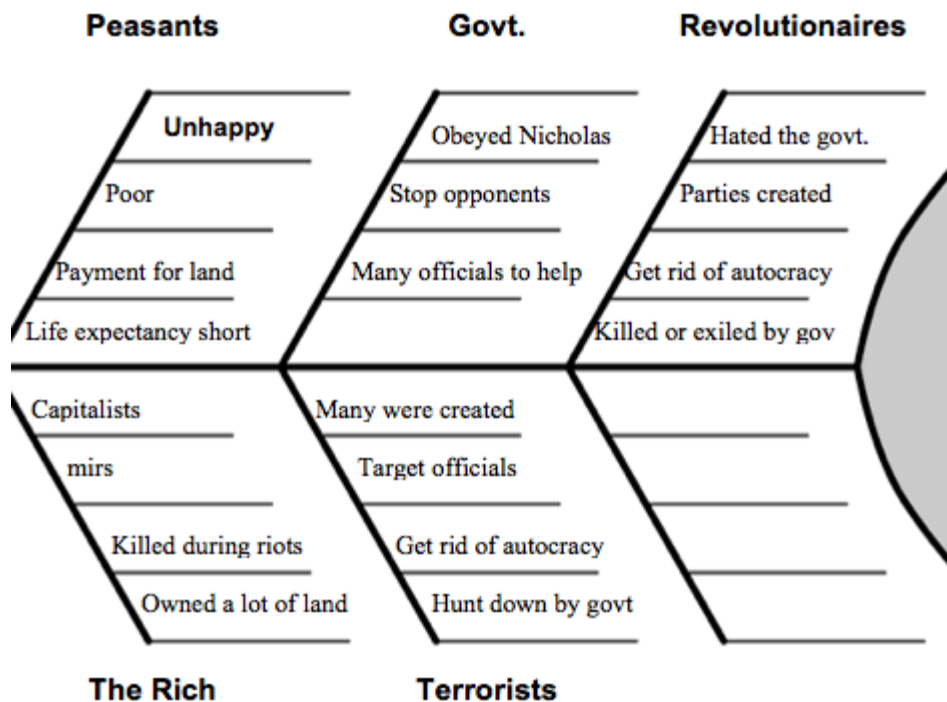 Peasants
Govt.
Revolutionaires
Unhappy
Poor
Payment for land
Life expectancy short
Obeyed Nicholas
Stop opponents
Many officials to help
Hated the govt.
Parties created
Get rid of autocracy
Killed or exiled by gov
Capitalists
mirs
Killed during riots
Owned a lot of land
Many were created
Target officials
Get rid of autocracy
Hunt down by govt
The Rich
Terrorists